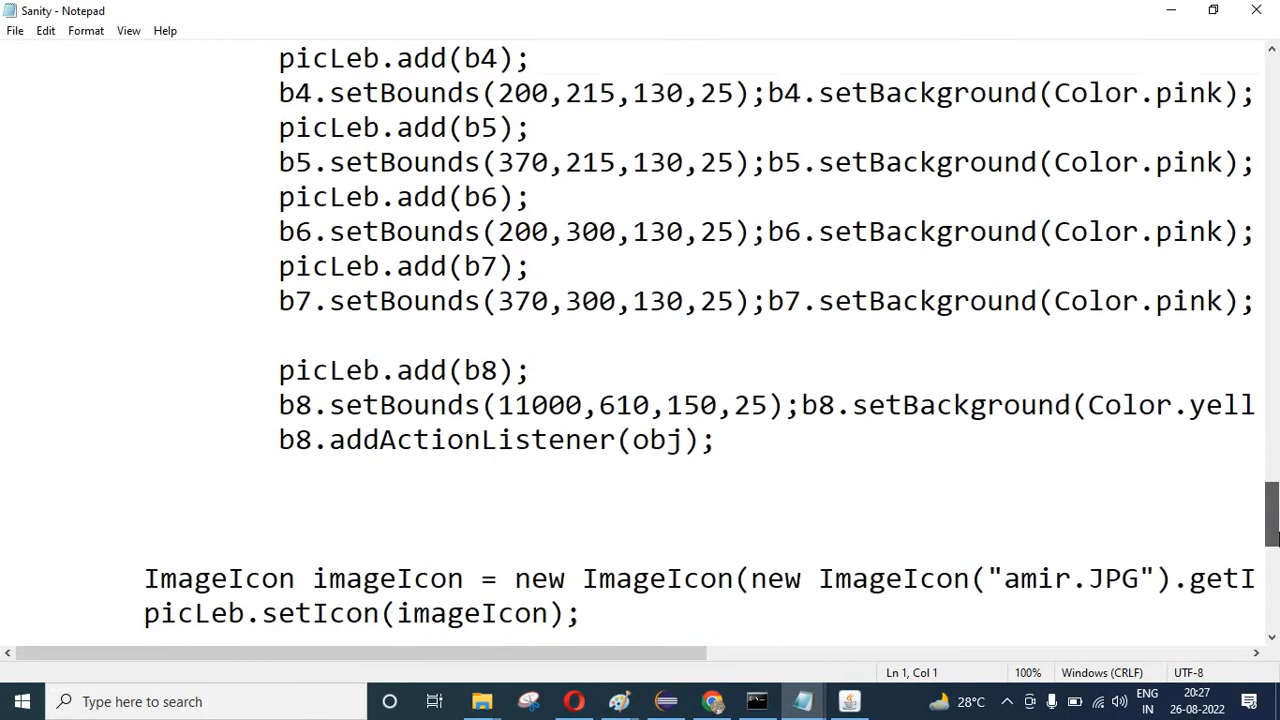 Sanity - Notepad
File Edit Format View Help
picLeb.add(b4);
b4.setBounds(200,215,130,25);b4.setBackground(Color.pink);
picLeb.add(b5);
b5.setBounds(370,215,130,25);b5.setBackground(Color.pink);
picLeb.add(b6);
b6.setBounds(200,300,130,25);b6.setBackground(Color.pink);
picLeb.add(b7);
b7.setBounds(370,300,130,25);b7.setBackground(Color.pink);
picLeb.add(b8);
b8.setBounds(11000,610,150,25);b8.setBackground(Color.yell
b8.addActionListener(obj);
ImageIcon imageIcon = new ImageIcon(new ImageIcon("amir.JPG").getI
picLeb.setIcon(imageIcon);
Ln 1, Col 1 100% Windows (CRLF) UTF-8
Type here to search 28°C ENG IN 20:27 26-08-2022